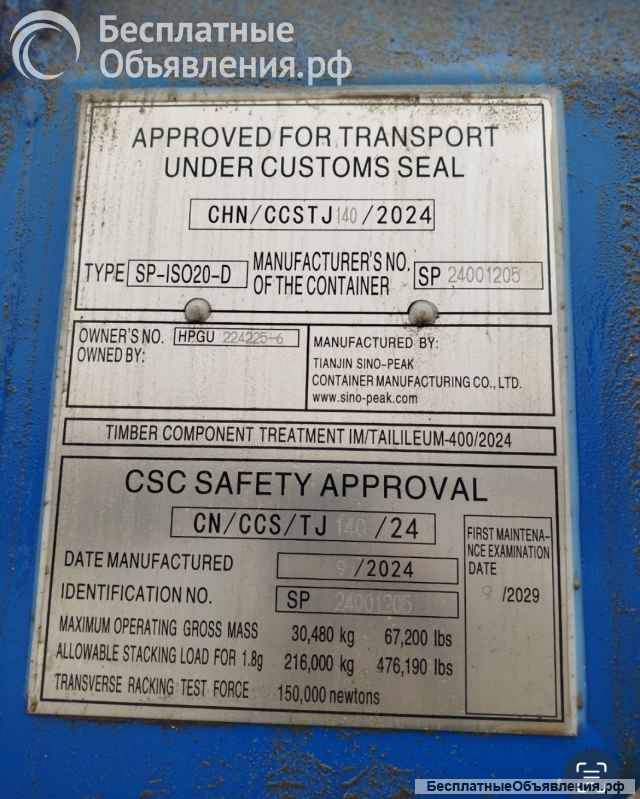 Бесплатные
Объявления.рф
APPROVED FOR TRANSPORT
UNDER CUSTOMS SEAL
CHN/CCSTJ140/2024
TYPE SP-ISO20-D
MANUFACTURER'S NO.
OF THE CONTAINER
SP 24001205
OWNER'S NO. HPGU 224225-6
OWNED BY:
MANUFACTURED BY:
TIANJIN SINO-PEAK
CONTAINER MANUFACTURING CO., LTD.
www.sino-peak.com
TIMBER COMPONENT TREATMENT IM/TAILILEUM-400/2024
CSC SAFETY APPROVAL
CN/CCS/TJ140/24
DATE MANUFACTURED 9/2024
IDENTIFICATION NO. SP 24001205
MAXIMUM OPERATING GROSS MASS 30,480 kg 67,200 lbs
ALLOWABLE STACKING LOAD FOR 1.8g 216,000 kg 476,190 lbs
TRANSVERSE RACKING TEST FORCE 150,000 newtons
FIRST MAINTENA-
NCE EXAMINATION
DATE
9/2029
БесплатныеОбъявления.рф